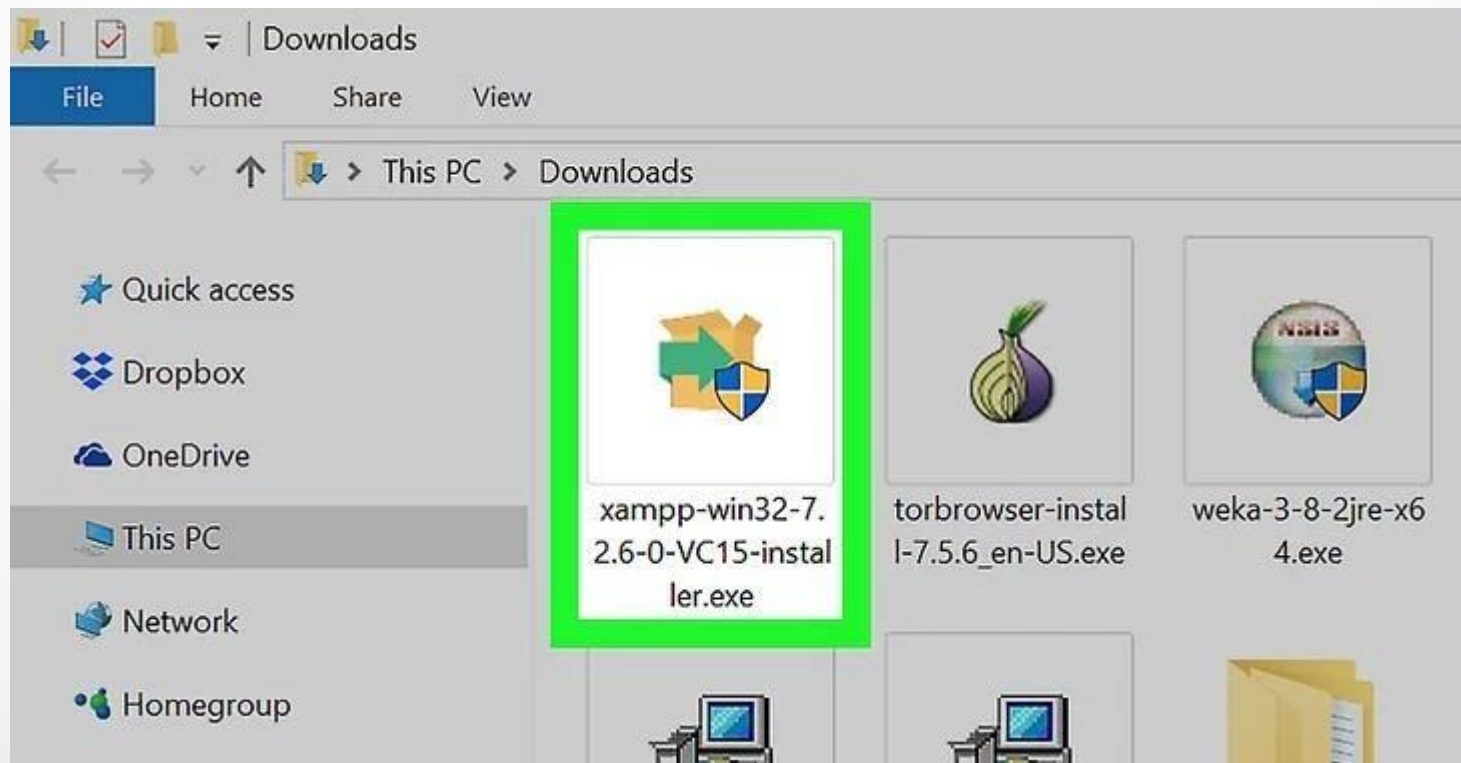 Downloads
File Home Share View
This PC > Downloads
Quick access
Dropbox
OneDrive
This PC
Network
Homegroup
xampp-win32-7.
2.6-0-VC15-instal
ler.exe
torbrowser-instal
l-7.5.6_en-US.exe
NSIS
weka-3-8-2jre-x6
4.exe